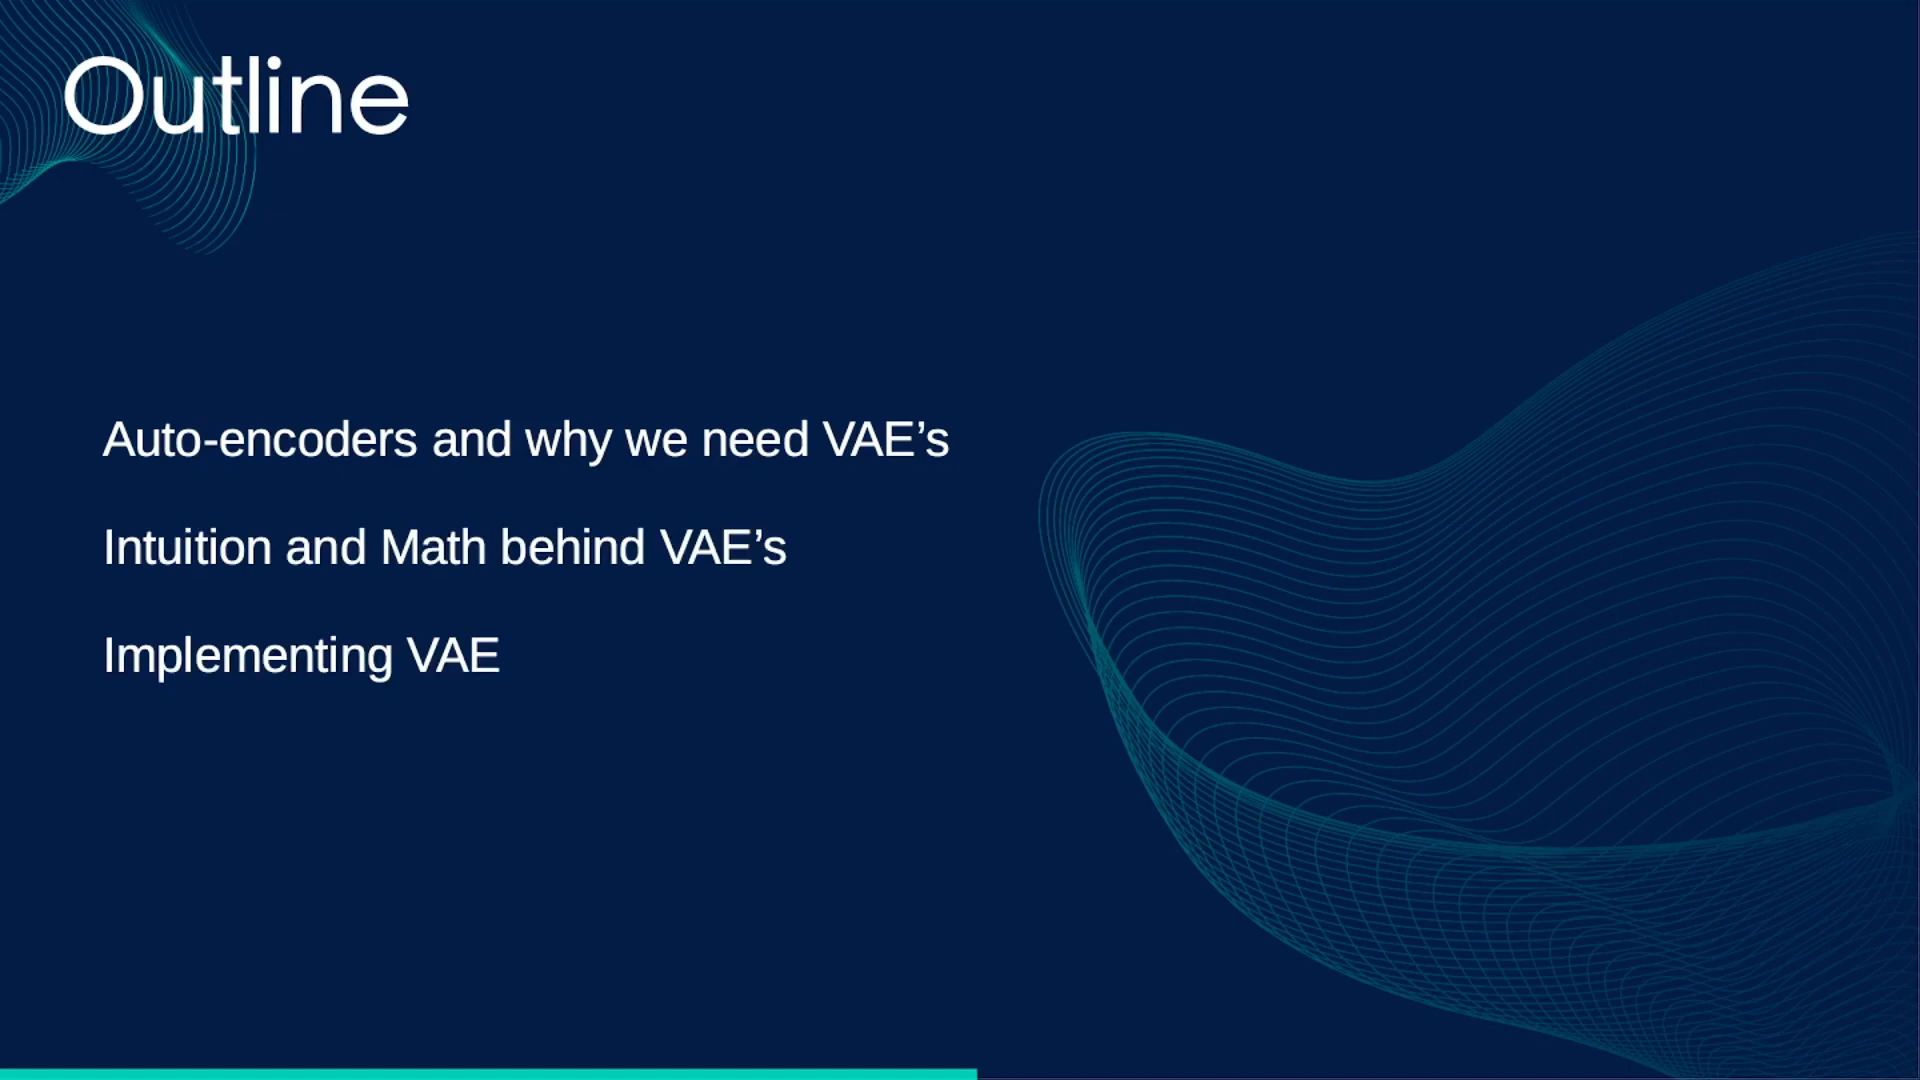 Outline
Auto-encoders and why we need VAE’s
Intuition and Math behind VAE’s
Implementing VAE